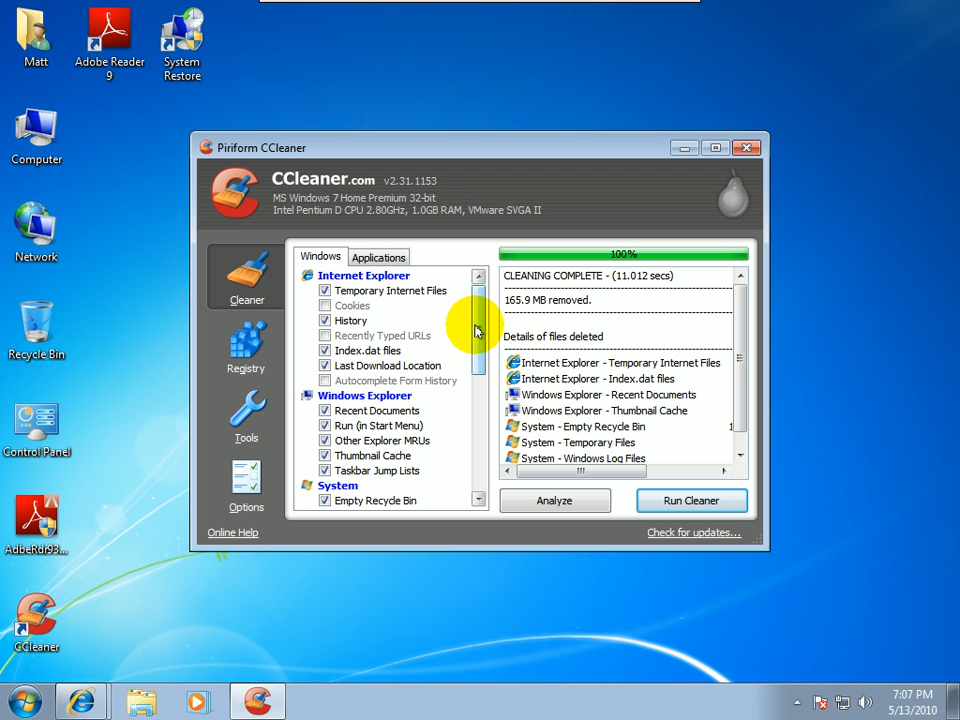 Matt
Adobe Reader
9
System
Restore
Computer
Network
Recycle Bin
Control Panel
AdbeRdr93...
CCleaner
Piriform CCleaner
CCleaner.com v2.31.1153
MS Windows 7 Home Premium 32-bit
Intel Pentium D CPU 2.80GHz, 1.0GB RAM, VMware SVGA II
Cleaner
Registry
Tools
Options
Windows
Applications
Internet Explorer
Temporary Internet Files
Cookies
History
Recently Typed URLs
Index.dat files
Last Download Location
Autocomplete Form History
Windows Explorer
Recent Documents
Run (in Start Menu)
Other Explorer MRUs
Thumbnail Cache
Taskbar Jump Lists
System
Empty Recycle Bin
100%
CLEANING COMPLETE - (11.012 secs)
165.9 MB removed.
Details of files deleted
Internet Explorer - Temporary Internet Files
Internet Explorer - Index.dat files
Windows Explorer - Recent Documents
Windows Explorer - Thumbnail Cache
System - Empty Recycle Bin 1
System - Temporary Files
System - Windows Log Files
Analyze
Run Cleaner
Online Help
Check for updates...
7:07 PM
5/13/2010